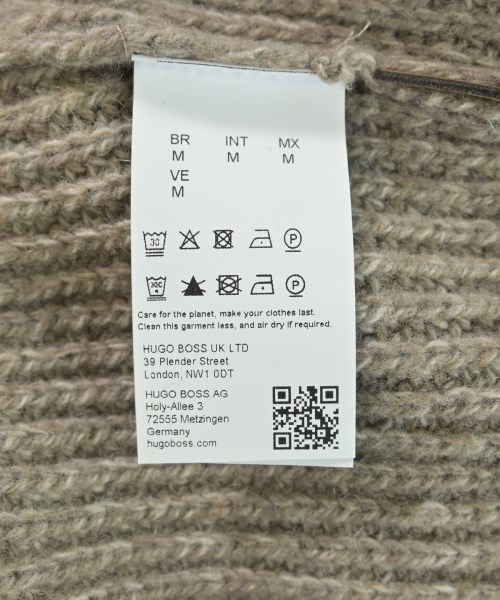 BR INT MX
M M M
VE
M
30 P
30C P
Care for the planet, make your clothes last.
Clean this garment less, and air dry if required.
HUGO BOSS UK LTD
39 Plender Street
London, NW1 0DT
HUGO BOSS AG
Holy-Allee 3
72555 Metzingen
Germany
hugoboss.com